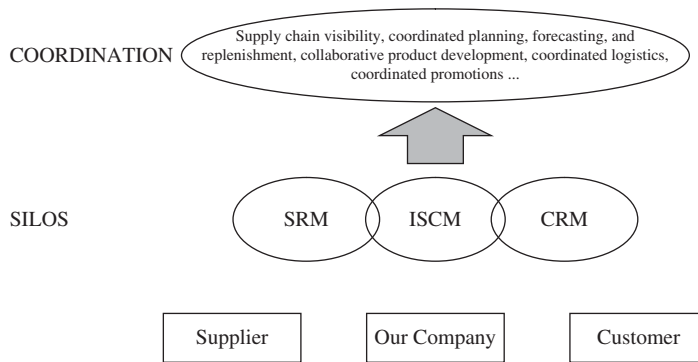 COORDINATION
Supply chain visibility, coordinated planning, forecasting, and
replenishment, collaborative product development, coordinated logistics,
coordinated promotions ...
SILOS
SRM
ISCM
CRM
Supplier
Our Company
Customer